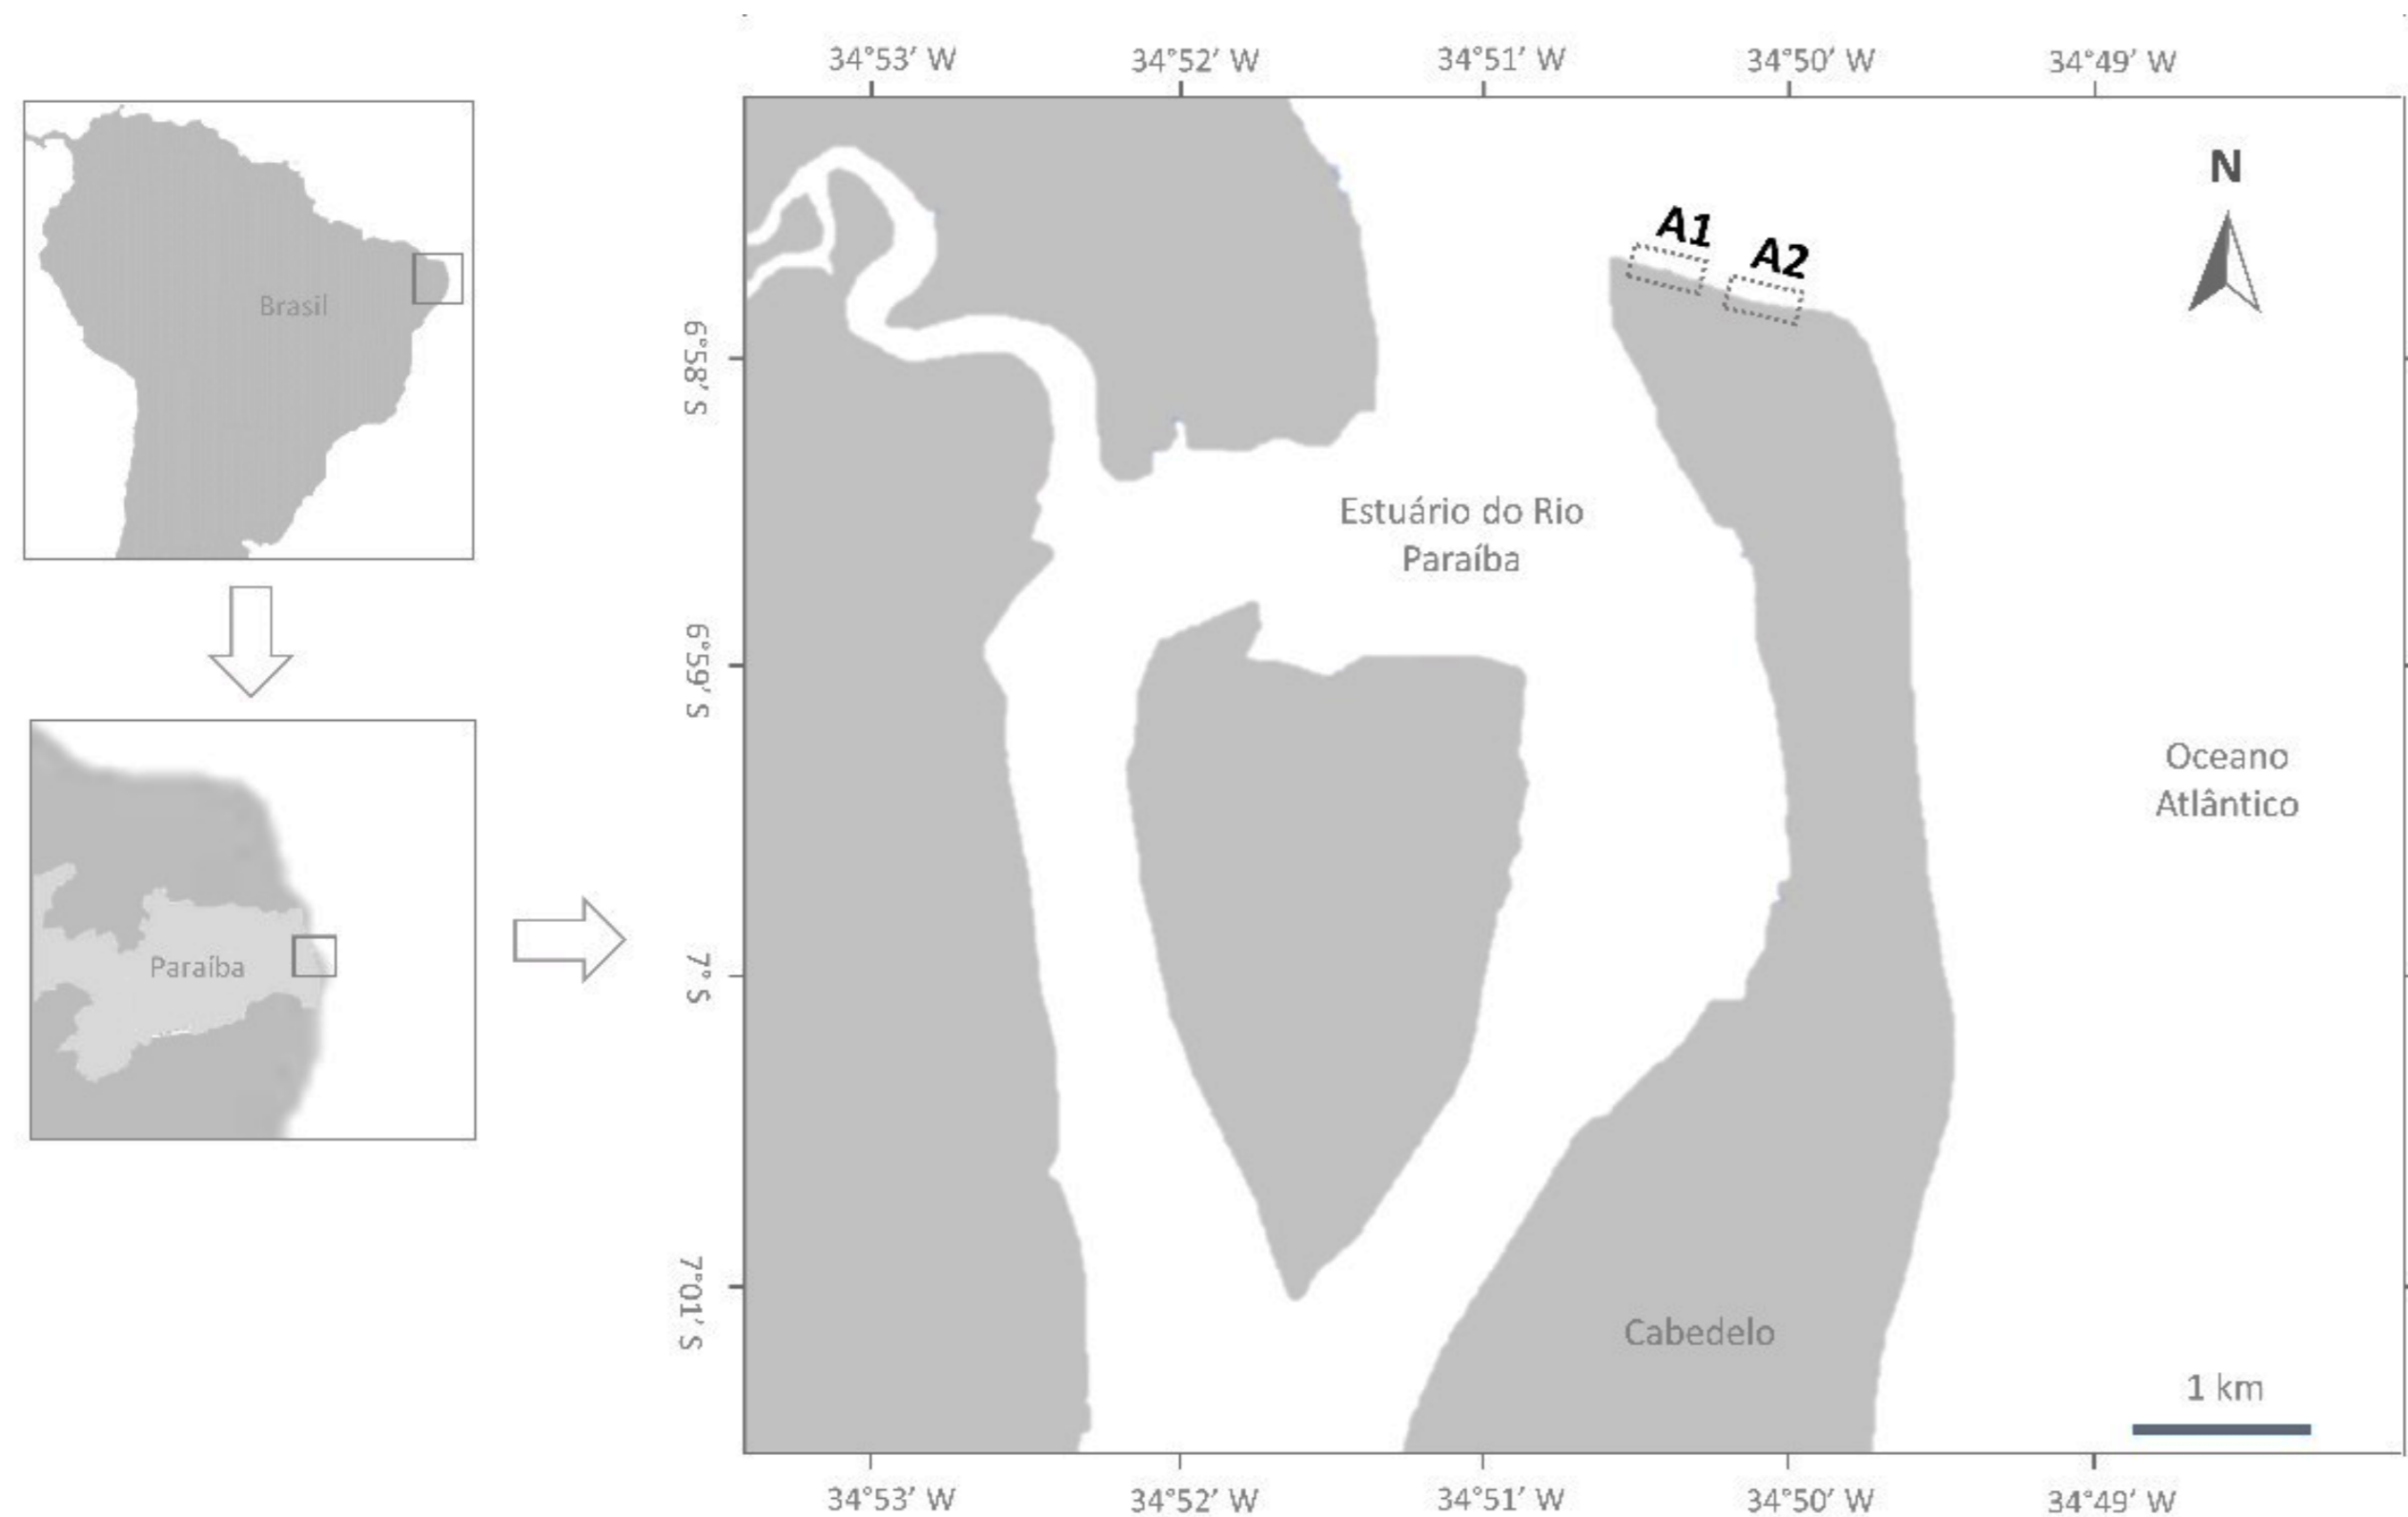 34°53' W
34°52' W
34°51' W
34°50' W
34°49' W
N
A1
A2
Brasil
6°58' S
Estuário do Rio
Paraíba
6°59' S
Oceano
Atlântico
Paraíba
7° S
7°01' S
Cabedelo
1 km
34°53' W
34°52' W
34°51' W
34°50' W
34°49' W